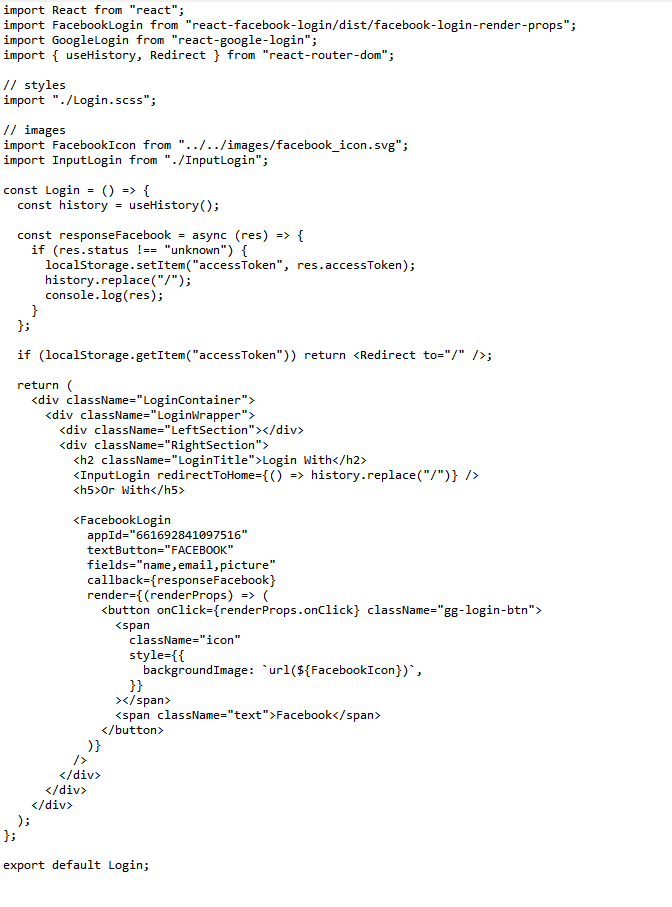 import React from "react";
import FacebookLogin from "react-facebook-login/dist/facebook-login-render-props";
import GoogleLogin from "react-google-login";
import { useHistory, Redirect } from "react-router-dom";

// styles
import "./Login.scss";

// images
import FacebookIcon from "../../images/facebook_icon.svg";
import InputLogin from "./InputLogin";

const Login = () => {
  const history = useHistory();

  const responseFacebook = async (res) => {
    if (res.status !== "unknown") {
      localStorage.setItem("accessToken", res.accessToken);
      history.replace("/");
      console.log(res);
    }
  };

  if (localStorage.getItem("accessToken")) return <Redirect to="/" />;

  return (
    <div className="LoginContainer">
      <div className="LoginWrapper">
        <div className="LeftSection"></div>
        <div className="RightSection">
          <h2 className="LoginTitle">Login With</h2>
          <InputLogin redirectToHome={() => history.replace("/")} />
          <h5>Or With</h5>

          <FacebookLogin
            appId="661692841097516"
            textButton="FACEBOOK"
            fields="name,email,picture"
            callback={responseFacebook}
            render={(renderProps) => (
              <button onClick={renderProps.onClick} className="gg-login-btn">
                <span
                  className="icon"
                  style={{
                    backgroundImage: `url(${FacebookIcon})`,
                  }}
                ></span>
                <span className="text">Facebook</span>
              </button>
            )}
          />
        </div>
      </div>
    </div>
  );
};

export default Login;